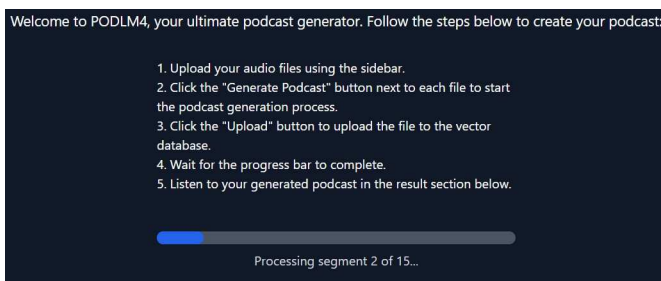 Welcome to PODLM4, your ultimate podcast generator. Follow the steps below to create your podcast:
1. Upload your audio files using the sidebar.
2. Click the "Generate Podcast" button next to each file to start
the podcast generation process.
3. Click the "Upload" button to upload the file to the vector
database.
4. Wait for the progress bar to complete.
5. Listen to your generated podcast in the result section below.
Processing segment 2 of 15...